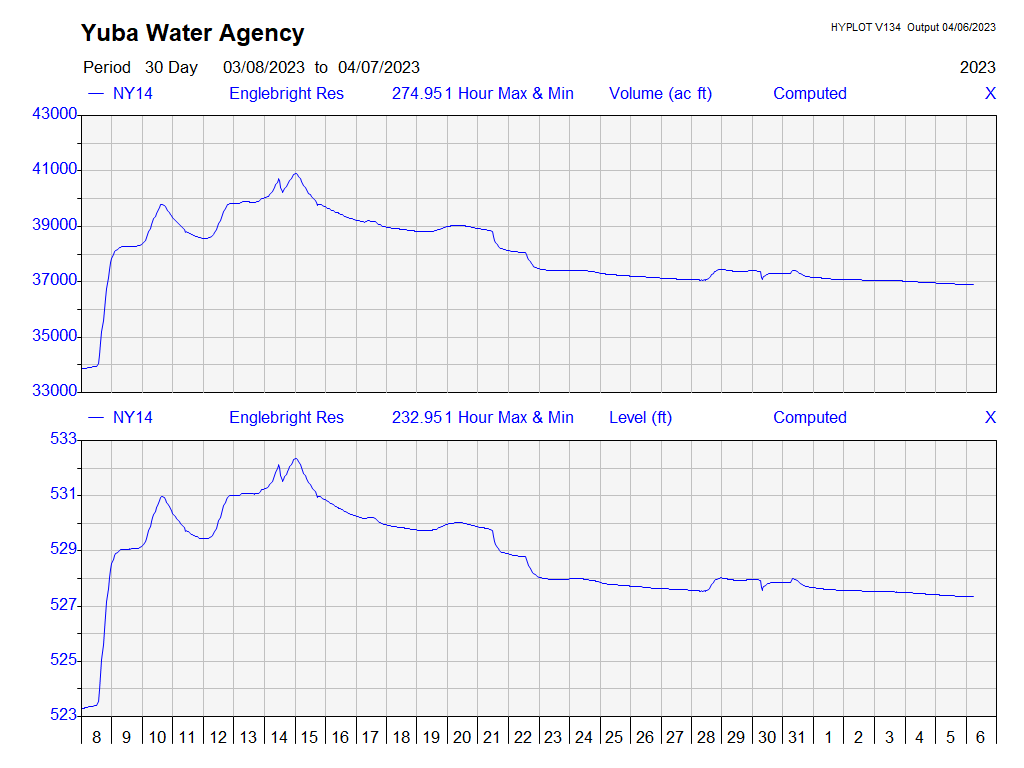 Yuba Water Agency
HYPLOT V134 Output 04/06/2023
Period 30 Day 03/08/2023 to 04/07/2023 2023
NY14 Englebright Res 274.951 Hour Max & Min Volume (ac ft) Computed X
43000
41000
39000
37000
35000
33000
NY14 Englebright Res 232.951 Hour Max & Min Level (ft) Computed X
533
531
529
527
525
523
8 9 10 11 12 13 14 15 16 17 18 19 20 21 22 23 24 25 26 27 28 29 30 31 1 2 3 4 5 6